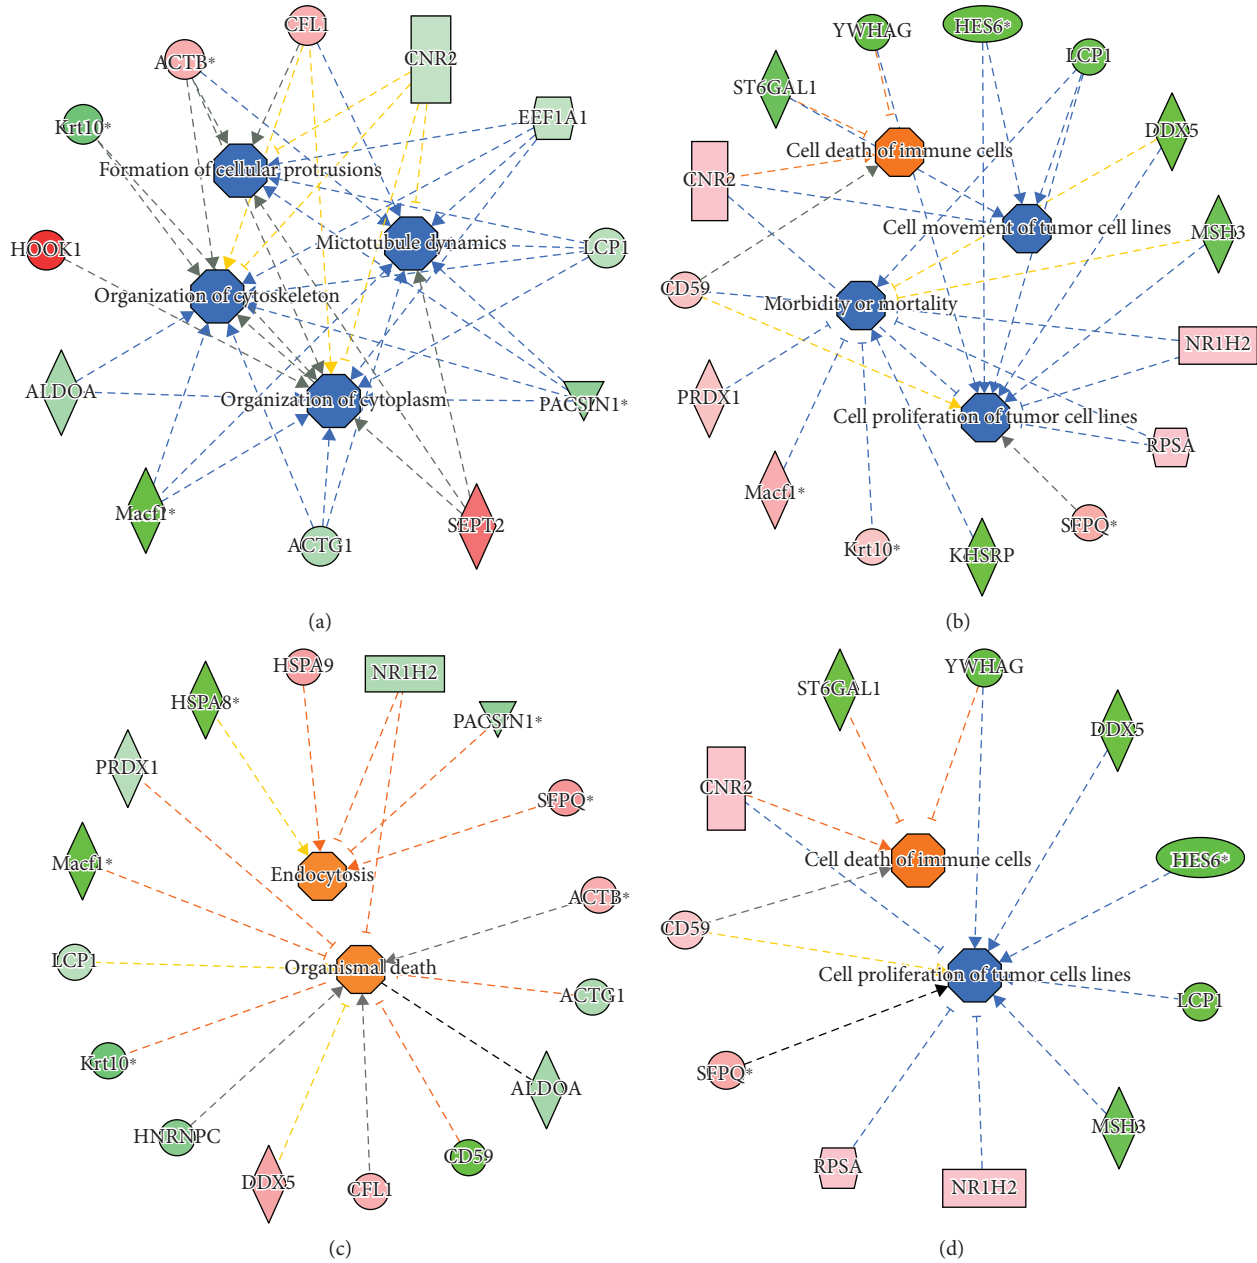 CFL1
ACTB*
CNR2
Krt10*
EEF1A1
Formation of cellular protrusions
HOOK1
Mictotubule dynamics
LCP1
Organization of cytoskeleton
ALDOA
Organization of cytoplasm
PACSIN1*
Macf1*
SEPT2
ACTG1
(a)
YWHAG
HES6*
LCP1
ST6GAL1
DDX5
Cell death of immune cells
CNR2
Cell movement of tumor cell lines
MSH3
CD59
Morbidity or mortality
NR1H2
PRDX1
Cell proliferation of tumor cell lines
RPSA
Macf1*
SFPQ*
Krt10*
KHSRP
(b)
HSPA9
NR1H2
HSPA8*
PACSIN1*
PRDX1
SFPQ*
Macf1*
Endocytosis
ACTB*
LCP1
Organismal death
ACTG1
Krt10*
ALDOA
HNRNPC
CD59
DDX5
CFL1
(c)
YWHAG
ST6GAL1
DDX5
CNR2
Cell death of immune cells
HES6*
CD59
Cell proliferation of tumor cells lines
LCP1
SFPQ*
MSH3
RPSA
NR1H2
(d)